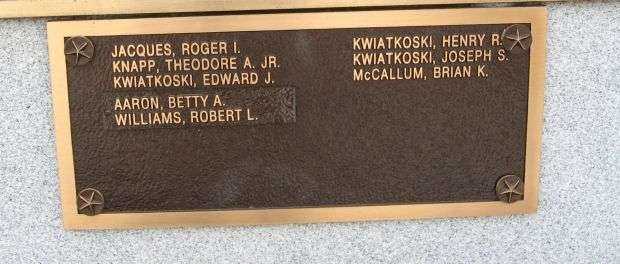 JACQUES, ROGER I.
KNAPP, THEODORE A. JR.
KWIATKOSKI, EDWARD J.
AARON, BETTY A.
WILLIAMS, ROBERT L.
KWIATKOSKI, HENRY R.
KWIATKOSKI, JOSEPH S.
McCALLUM, BRIAN K.